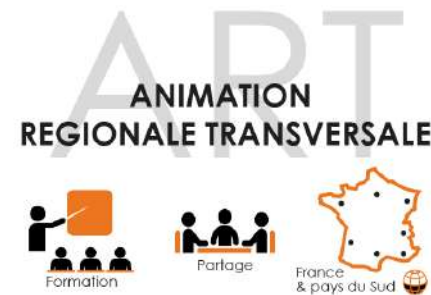 ART
ANIMATION
REGIONALE TRANSVERSALE
Formation
Partage
France
& pays du Sud